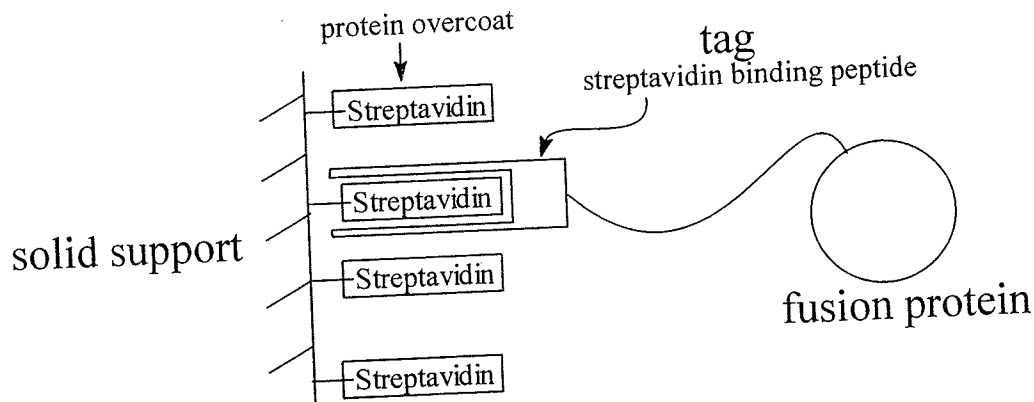 protein overcoat
tag
streptavidin binding peptide
Streptavidin
Streptavidin
solid support
Streptavidin
fusion protein
Streptavidin